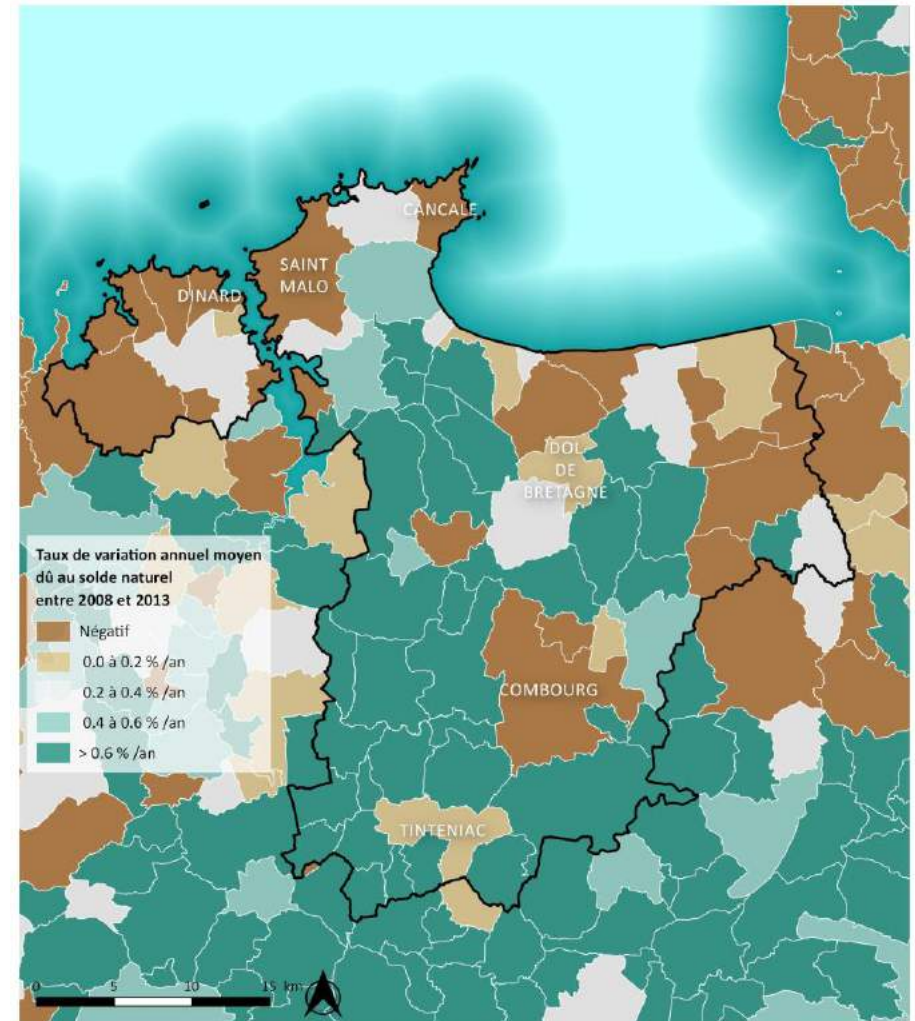 CANCALE
SAINT
MALO
DINARD
DOL
DE
BRETAGNE
Taux de variation annuel moyen
dû au solde naturel
entre 2008 et 2013
Négatif
0.0 à 0.2 % /an
0.2 à 0.4 % /an
0.4 à 0.6 % /an
> 0.6 % /an
COMBOURG
TINTENIAC
0 5 10 15 km